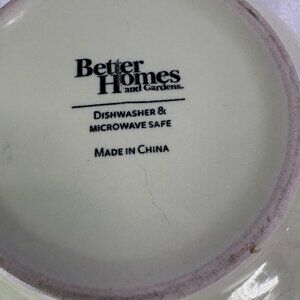 Better
Homes
and Gardens.
DISHWASHER &
MICROWAVE SAFE
MADE IN CHINA